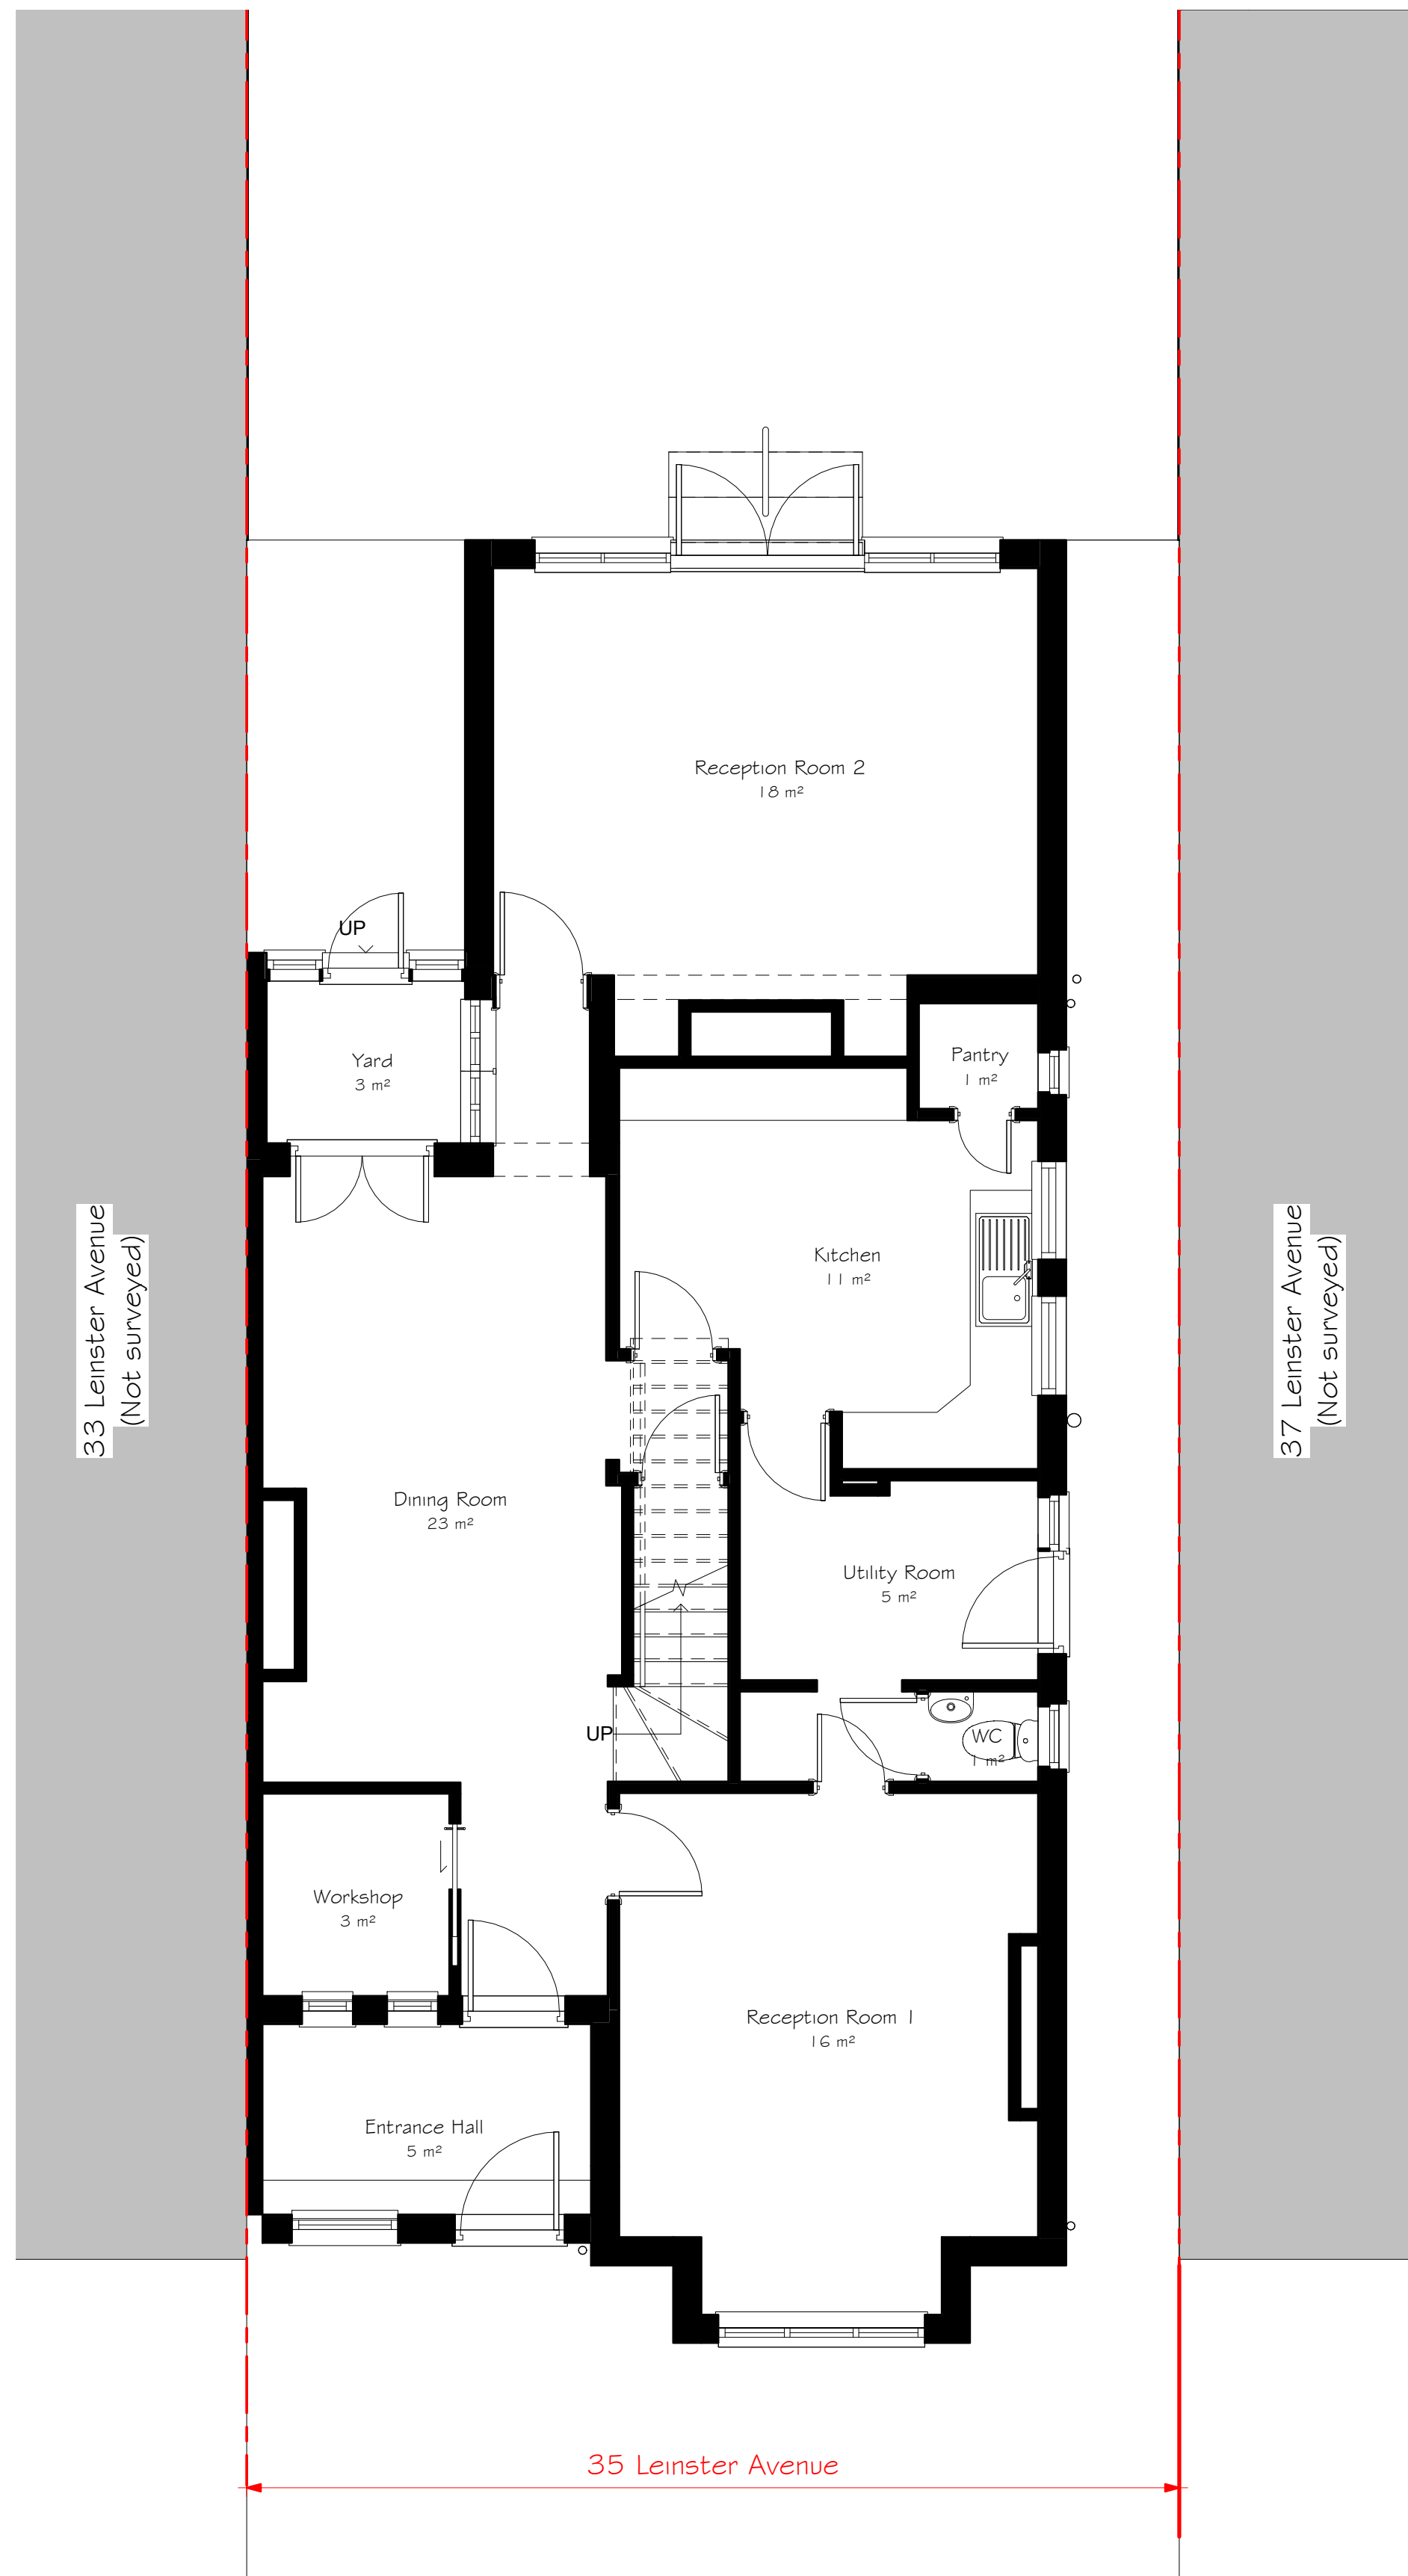 Reception Room 2
18 m²
UP
Yard
3 m²
Pantry
1 m²
Kitchen
11 m²
33 Leinster Avenue
(Not surveyed)
37 Leinster Avenue
(Not surveyed)
Dining Room
23 m²
Utility Room
5 m²
UP
WC
1 m²
Workshop
3 m²
Reception Room 1
16 m²
Entrance Hall
5 m²
35 Leinster Avenue